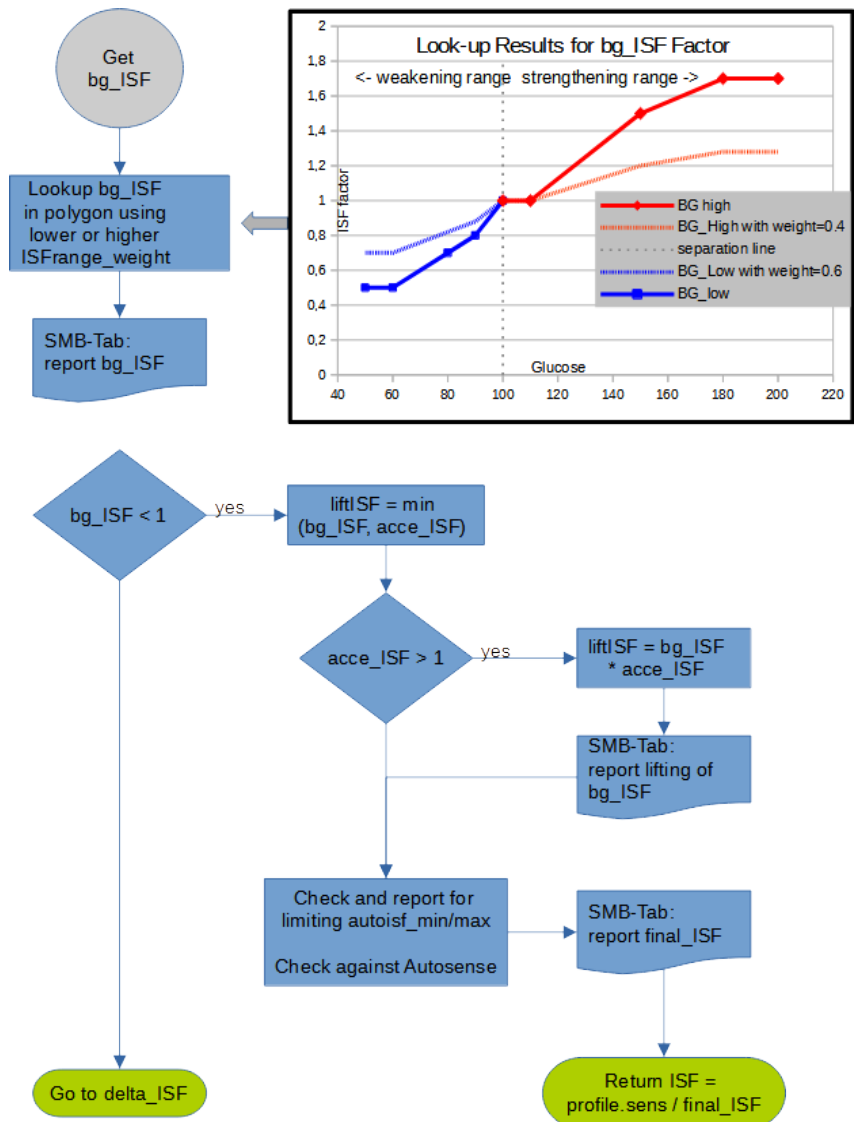 Get
bg_ISF
Lookup bg_ISF
in polygon using
lower or higher
ISFrange_weight
SMB-Tab:
report bg_ISF
Look-up Results for bg_ISF Factor
<- weakening range  strengthening range ->
2
1,8
1,6
1,4
1,2
1
0,8
0,6
0,4
0,2
0
ISF factor
BG high
BG_High with weight=0.4
separation line
BG_Low with weight=0.6
BG_low
Glucose
40 60 80 100 120 140 160 180 200 220
bg_ISF < 1
yes
liftISF = min
(bg_ISF, acce_ISF)
acce_ISF > 1
yes
liftISF = bg_ISF
* acce_ISF
SMB-Tab:
report lifting of
bg_ISF
Check and report for
limiting autoisf_min/max
Check against Autosense
SMB-Tab:
report final_ISF
Go to delta_ISF
Return ISF =
profile.sens / final_ISF